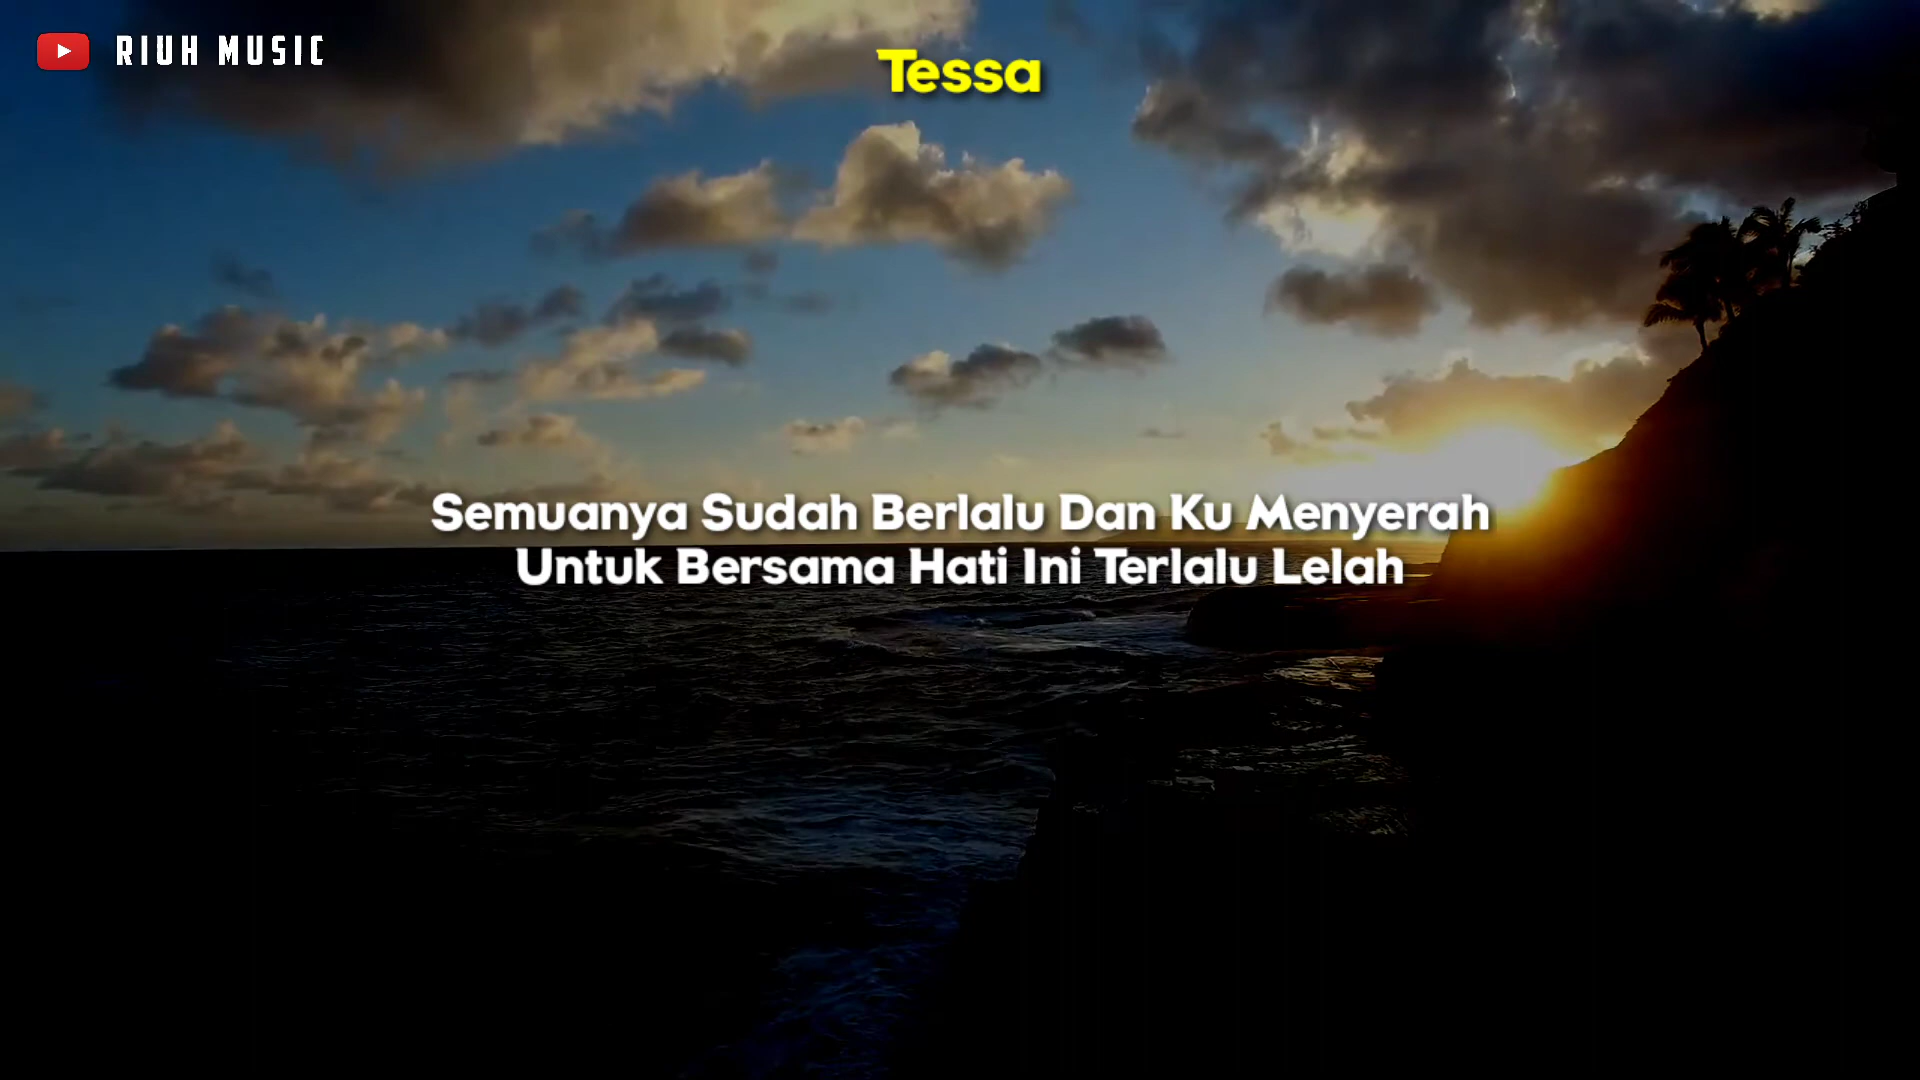 RIUH MUSIC
Tessa
Semuanya Sudah Berlalu Dan Ku Menyerah
Untuk Bersama Hati Ini Terlalu Lelah